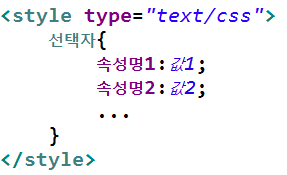 <style type="text/css">
선택자{
속성명1:값1;
속성명2:값2;
...
}
</style>